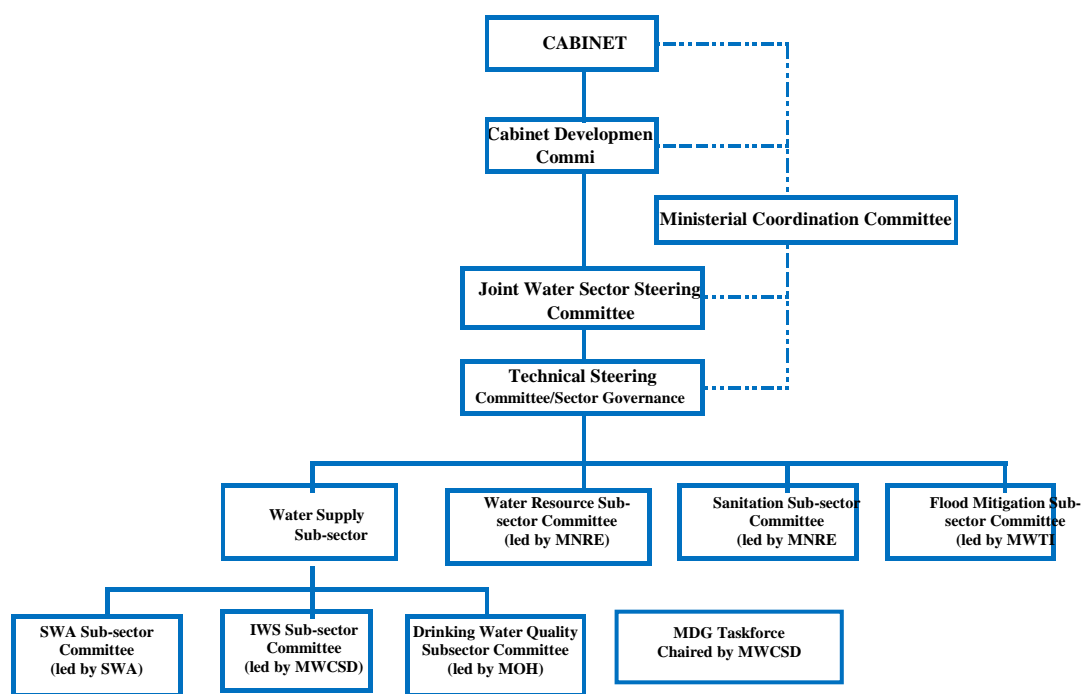 CABINET
Cabinet Developmen
Commi
Ministerial Coordination Committee
Joint Water Sector Steering
Committee
Technical Steering
Committee/Sector Governance
Water Supply
Sub-sector
Water Resource Sub-
sector Committee
(led by MNRE)
Sanitation Sub-sector
Committee
(led by MNRE
Flood Mitigation Sub-
sector Committee
(led by MWTI
SWA Sub-sector
Committee
(led by SWA)
IWS Sub-sector
Committee
(led by MWCSD)
Drinking Water Quality
Subsector Committee
(led by MOH)
MDG Taskforce
Chaired by MWCSD